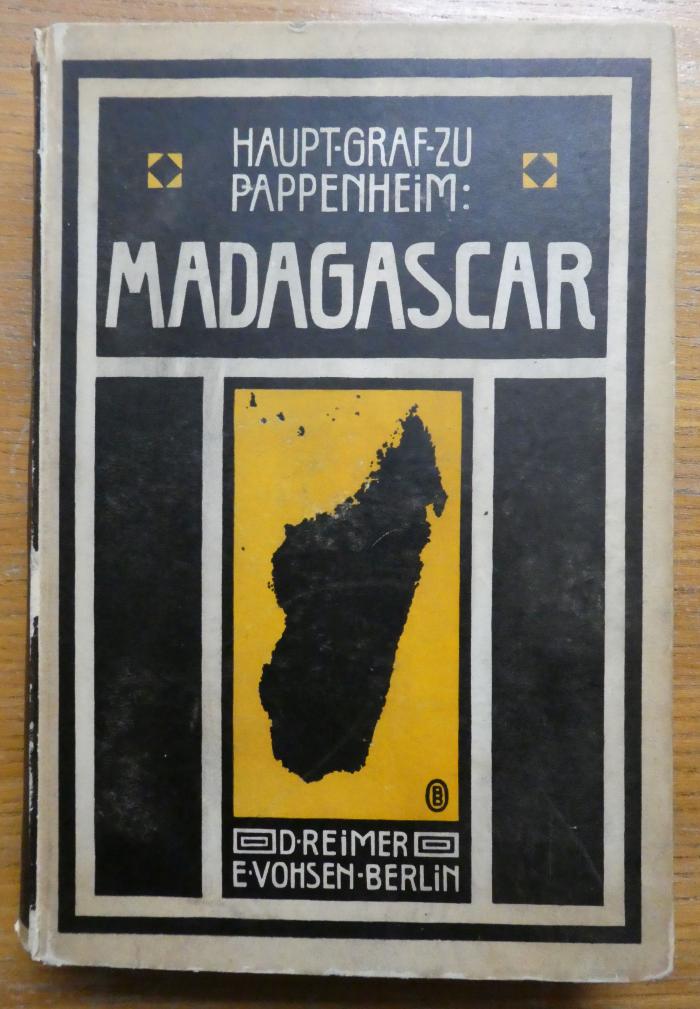 HAUPT-GRAF-ZU
PAPPENHEiM:
MADAGASCAR
D·REiMER
E·VOHSEN-BERLiN